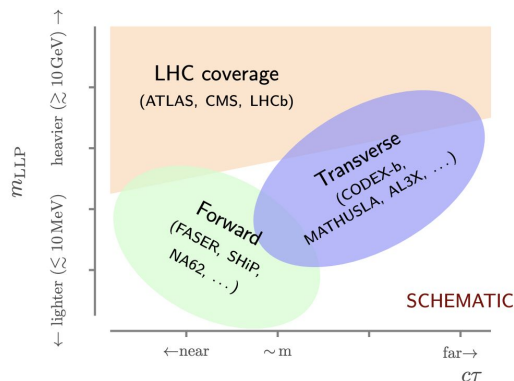 LHC coverage
(ATLAS, CMS, LHCb)
Transverse
(CODEX-b,
MATHUSLA, AL3X, ...)
Forward
(FASER, SHiP,
NA62, ...)
SCHEMATIC
m_LLP
← lighter (≲ 10 MeV) heavier (≳ 10 GeV) →
←near ∼m far→
cτ